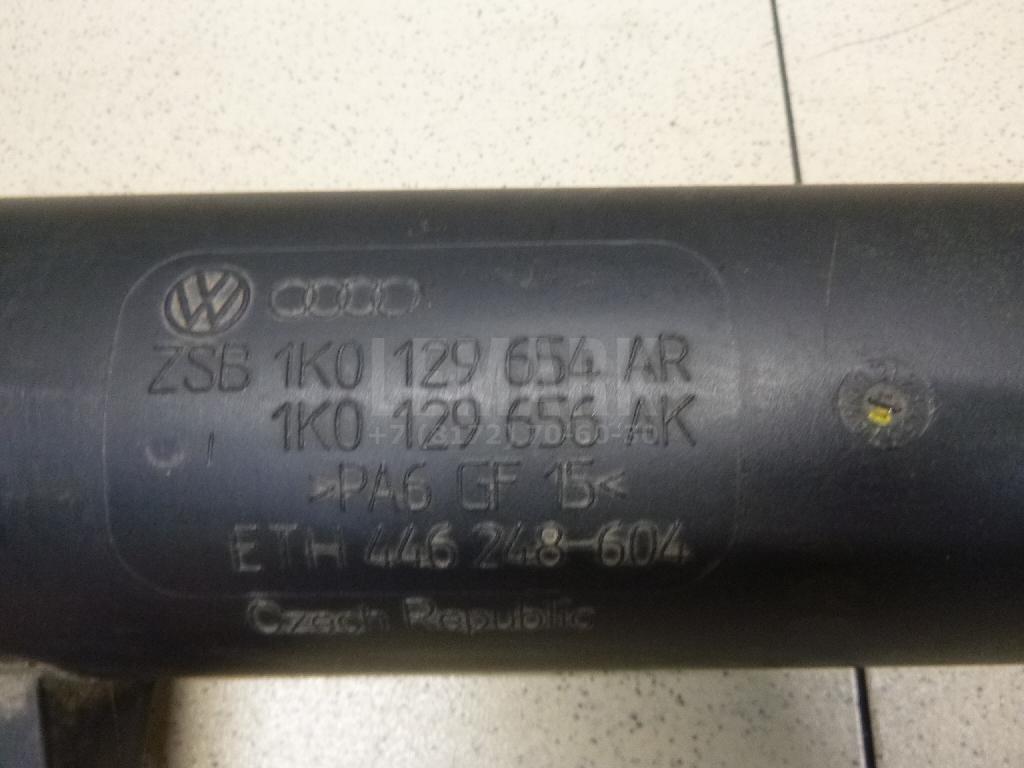 ZSB 1K0 129 654 AR
1K0 129 656 AK
>PA6 GF 15<
ETH 446 248-604
Czech Republic